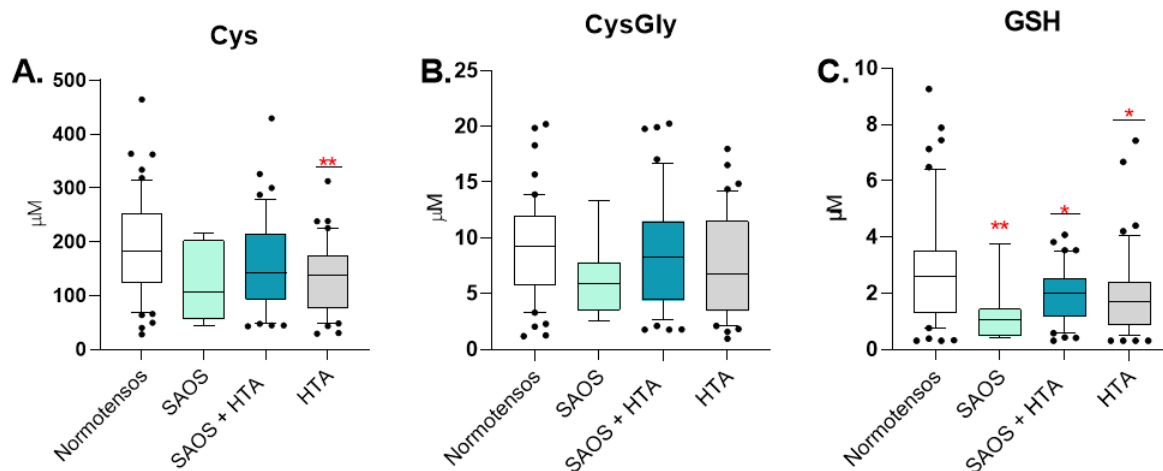 Cys
A.
500
400
300
200
100
0
µM
**
Normotensos
SAOS
SAOS + HTA
HTA
CysGly
B.
25
20
15
10
5
0
µM
Normotensos
SAOS
SAOS + HTA
HTA
GSH
C.
10
8
6
4
2
0
µM
**
*
*
Normotensos
SAOS
SAOS + HTA
HTA